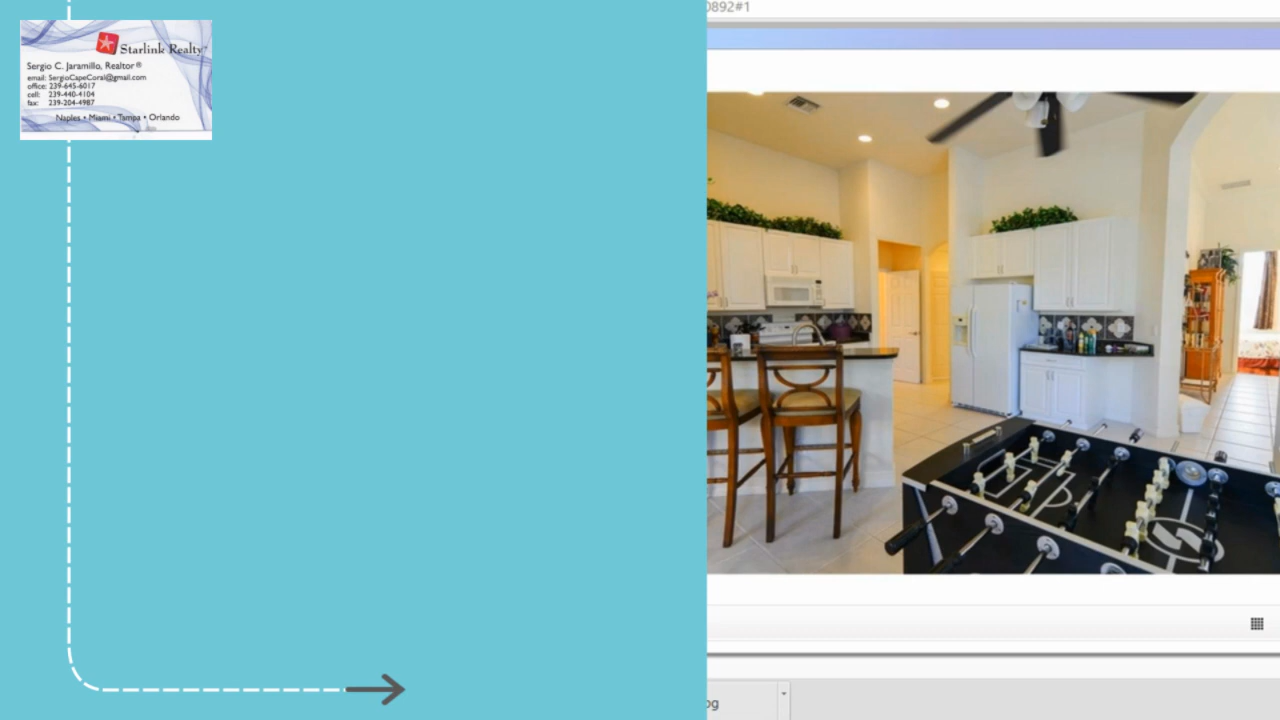 Starlink Realty
Sergio C. Jaramillo, Realtor®
email: SergioCapeCoral@gmail.com
office: 239-645-6017
cell: 239-440-4104
fax: 239-204-4987
Naples • Miami • Tampa • Orlando
0892#1
og